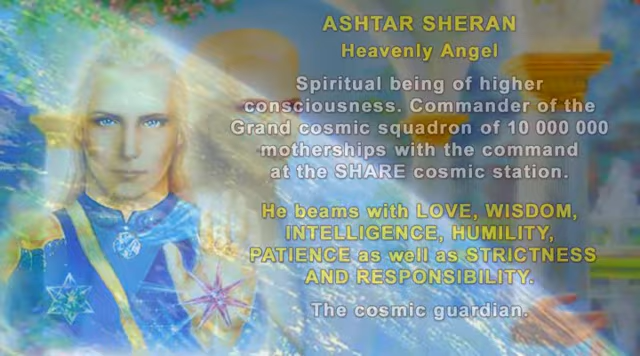 ASHTAR SHERAN
Heavenly Angel
Spiritual being of higher
consciousness. Commander of the
Grand cosmic squadron of 10 000 000
motherships with the command
at the SHARE cosmic station.
He beams with LOVE, WISDOM,
INTELLIGENCE, HUMILITY,
PATIENCE as well as STRICTNESS
AND RESPONSIBILITY.
The cosmic guardian.